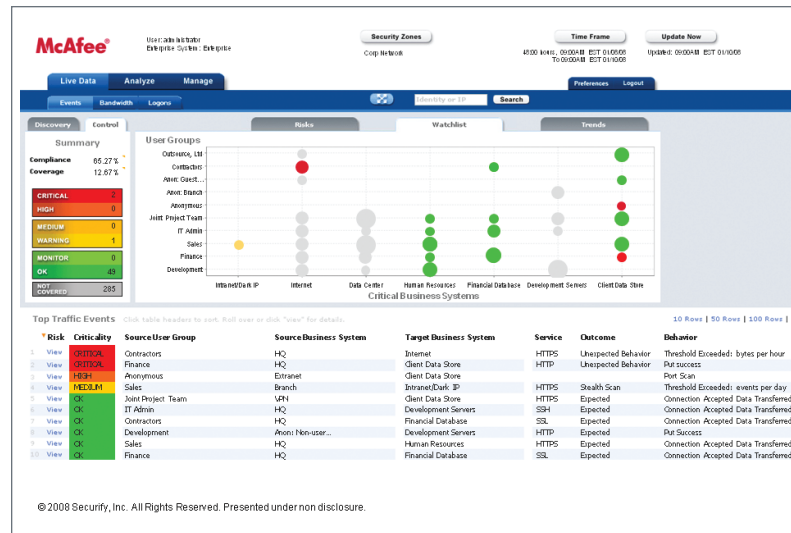 McAfee®
User: administrator
Enterprise System : Enterprise
Security Zones
Corp Network
Time Frame
Update Now
To 09:00AM EST 01/10/08
Updated: 09:00AM EST 01/10/08
Live Data Analyze Manage
Preferences Logout
Events Bandwidth Logons
Identity or IP Search
Discovery Control Risks Watchlist Trends
Summary
Compliance 65.27%
Coverage 12.67%
CRITICAL 2
HIGH 0
MEDIUM 0
WARNING 1
MONITOR 0
OK 49
NOT COVERED 285
User Groups
Outsource, Ltd
Contractors
Anon: Guest...
Anon: Branch
Anonymous
Joint Project Team
IT Admin
Sales
Finance
Development
Intranet/Dark IP Internet Data Center Human Resources Financial Database Development Servers Client Data Store
Critical Business Systems
Top Traffic Events Click table headers to sort. Roll over or click "view" for details. 10 Rows | 50 Rows | 100 Rows |
Risk Criticality Source User Group Source Business System Target Business System Service Outcome Behavior
1 View CRITICAL Contractors HQ Internet HTTPS Unexpected Behavior Threshold Exceeded: bytes per hour
2 View CRITICAL Finance HQ Client Data Store HTTP Unexpected Behavior Put success
3 View HIGH Anonymous Extranet Client Data Store Port Scan
4 View MEDIUM Sales Branch Intranet/Dark IP HTTPS Stealth Scan Threshold Exceeded: events per day
5 View OK Joint Project Team VPN Client Data Store HTTPS Expected Connection Accepted Data Transferred
6 View OK IT Admin HQ Development Servers SSH Expected Connection Accepted Data Transferred
7 View OK Contractors HQ Financial Database SSL Expected Connection Accepted Data Transferred
8 View OK Development Anon: Non-user... Development Servers HTTP Expected Put Success
9 View OK Sales HQ Human Resources HTTPS Expected Connection Accepted Data Transferred
10 View OK Finance HQ Financial Database SSL Expected Connection Accepted Data Transferred
© 2008 Securify, Inc. All Rights Reserved. Presented under non disclosure.